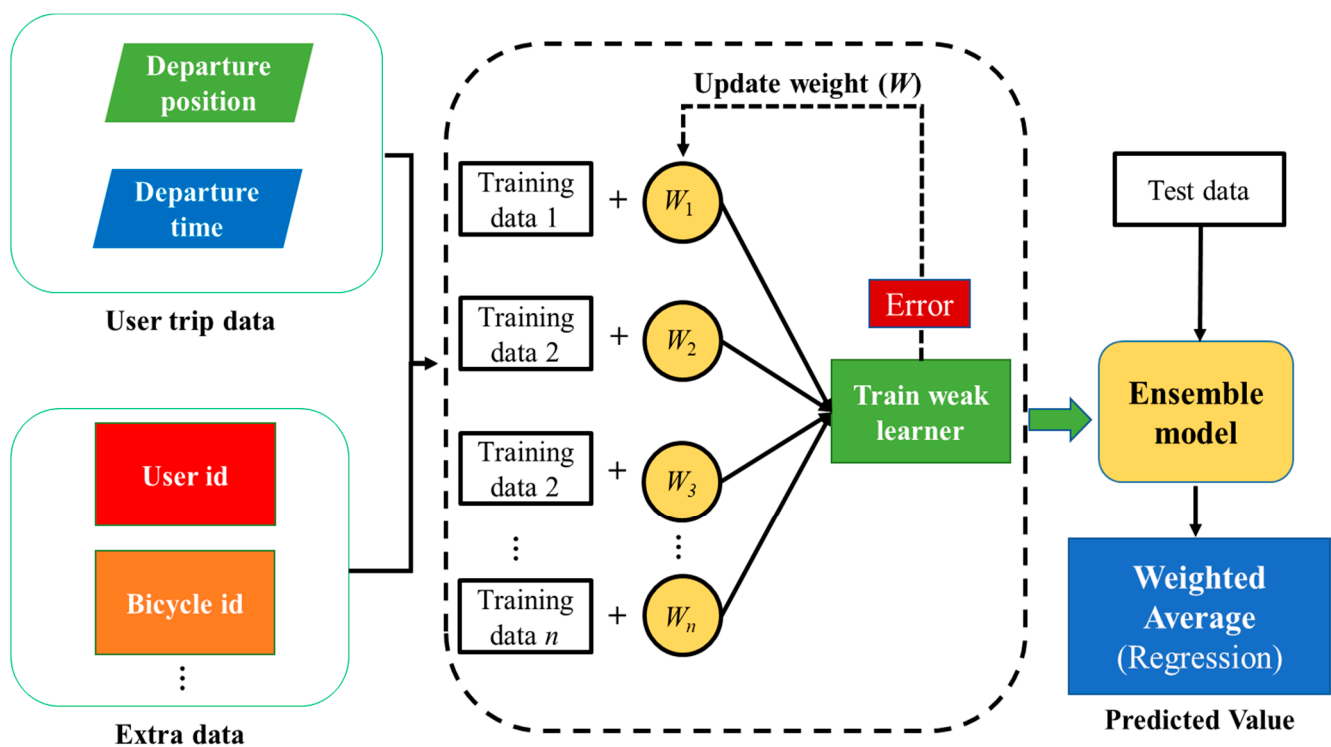 Departure
position
Departure
time
User trip data
User id
Bicycle id
⋮
Extra data
Update weight (W)
Training
data 1
+
W1
Training
data 2
+
W2
Training
data 2
+
W3
⋮
⋮
Training
data n
+
Wn
Error
Train weak
learner
Test data
Ensemble
model
Weighted
Average
(Regression)
Predicted Value